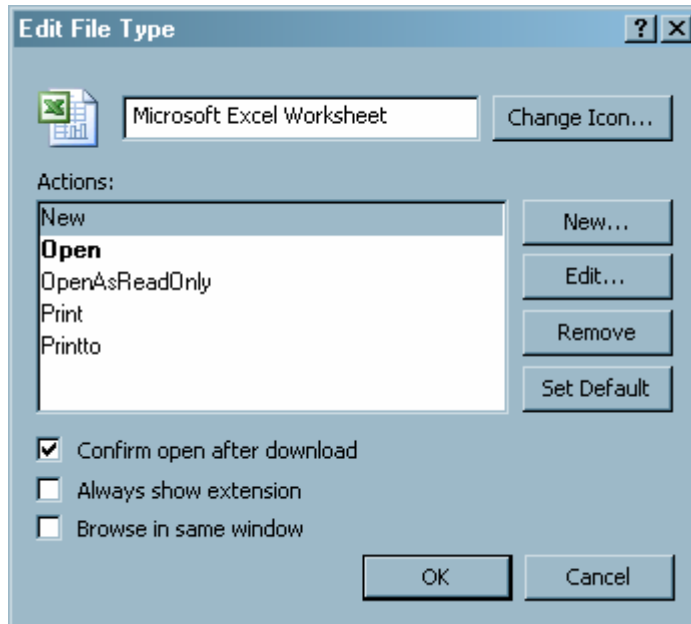 Edit File Type
Microsoft Excel Worksheet
Change Icon...
Actions:
New
Open
OpenAsReadOnly
Print
Printto
New...
Edit...
Remove
Set Default
Confirm open after download
Always show extension
Browse in same window
OK
Cancel